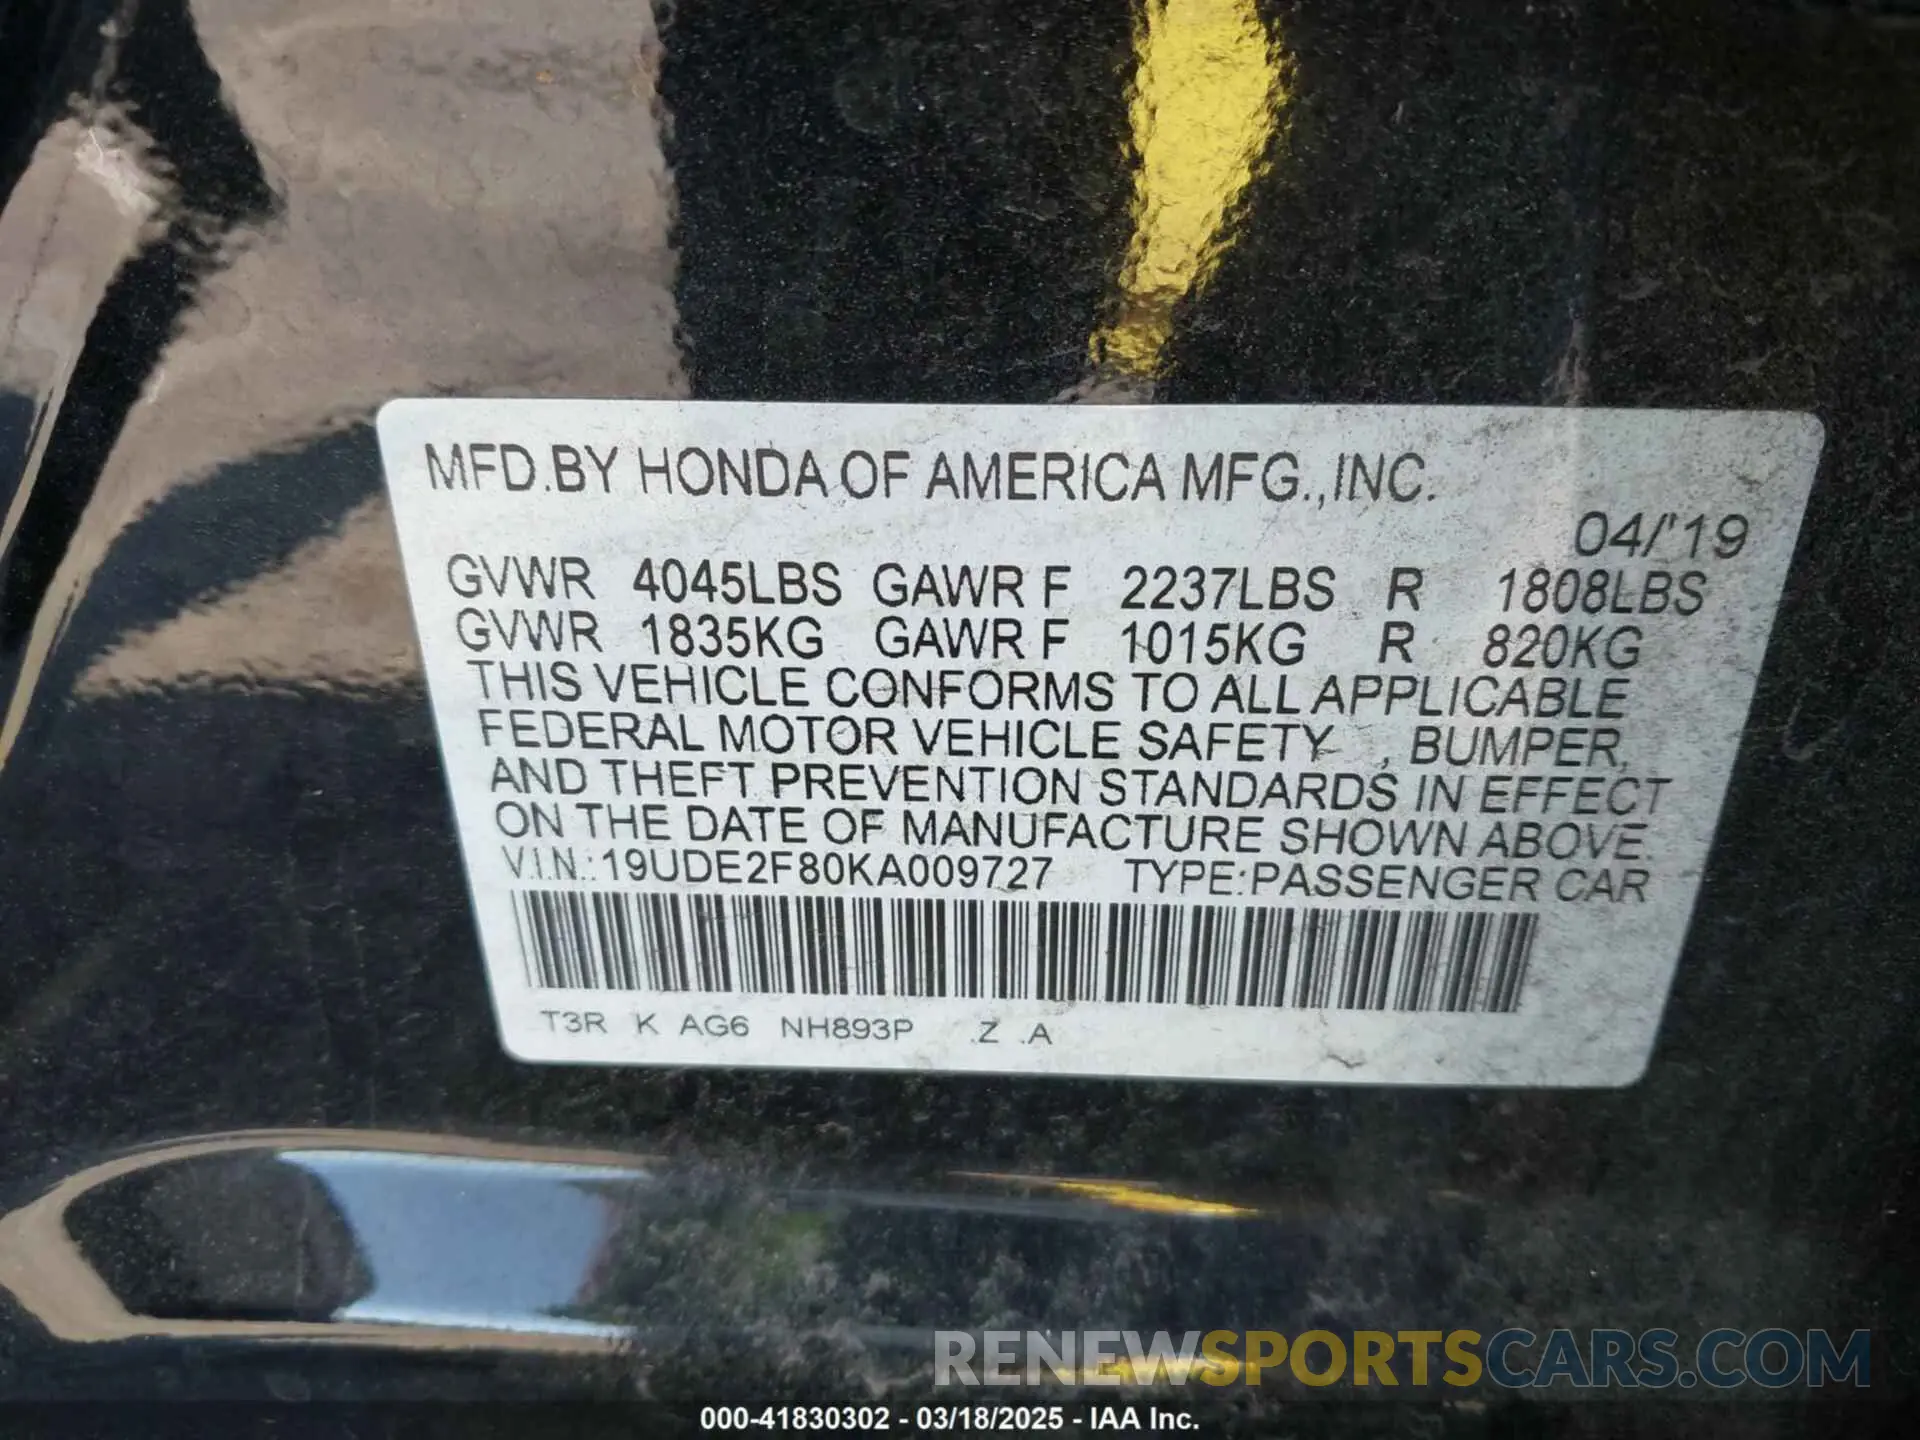 MFD.BY HONDA OF AMERICA MFG.,INC.
04/'19
GVWR 4045LBS GAWR F 2237LBS R 1808LBS
GVWR 1835KG GAWR F 1015KG R 820KG
THIS VEHICLE CONFORMS TO ALL APPLICABLE
FEDERAL MOTOR VEHICLE SAFETY , BUMPER,
AND THEFT PREVENTION STANDARDS IN EFFECT
ON THE DATE OF MANUFACTURE SHOWN ABOVE.
V.I.N.:19UDE2F80KA009727 TYPE:PASSENGER CAR
T3R K AG6 NH893P .Z .A
RENEWSPORTSCARS.COM
000-41830302 - 03/18/2025 - IAA Inc.